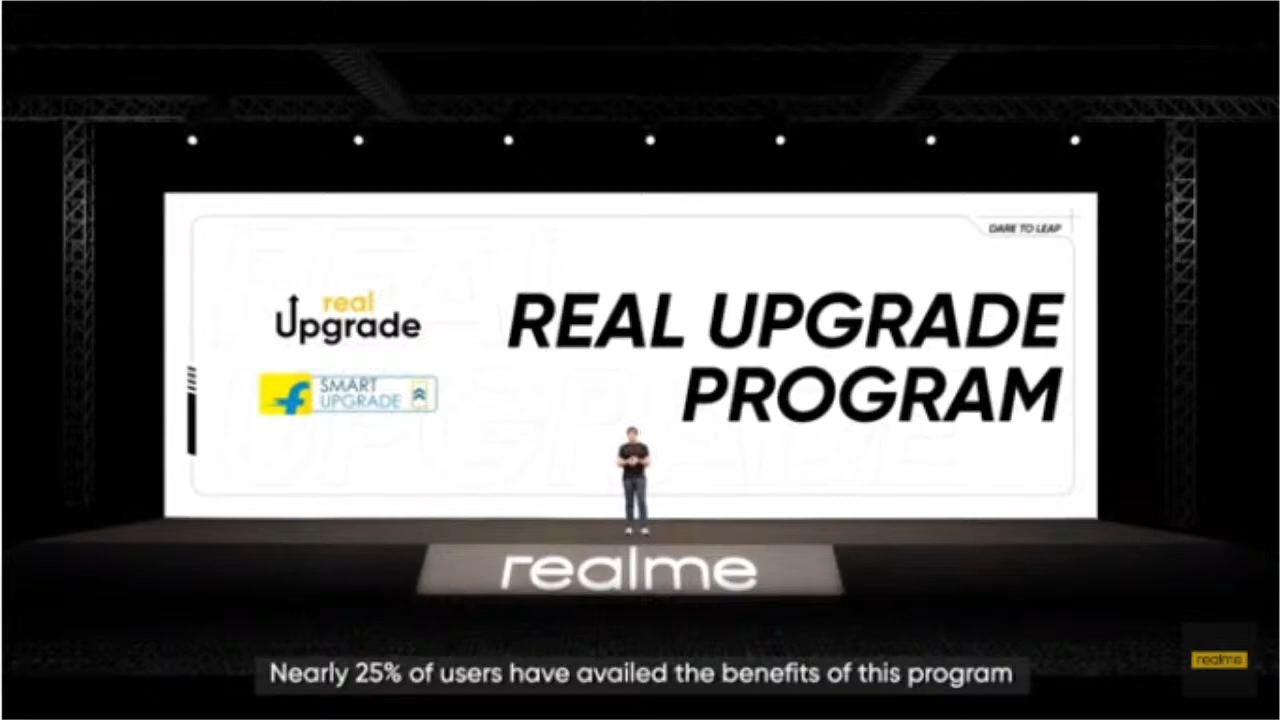 DARE TO LEAP
real
Upgrade
REAL UPGRADE
PROGRAM
SMART
UPGRADE
realme
Nearly 25% of users have availed the benefits of this program
realme